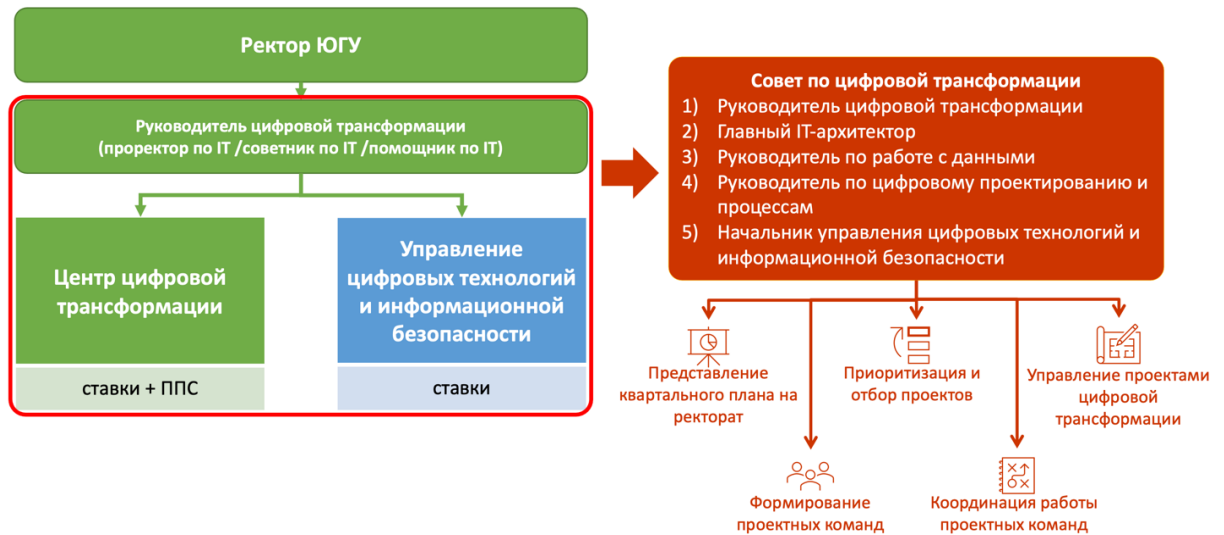 Ректор ЮГУ
Руководитель цифровой трансформации
(проректор по IT /советник по IT /помощник по IT)
Центр цифровой
трансформации
ставки + ППС
Управление
цифровых технологий
и информационной
безопасности
ставки
Совет по цифровой трансформации
1) Руководитель цифровой трансформации
2) Главный IT-архитектор
3) Руководитель по работе с данными
4) Руководитель по цифровому проектированию и
процессам
5) Начальник управления цифровых технологий и
информационной безопасности
Представление
квартального плана на
ректорат
Приоритизация и
отбор проектов
Управление проектами
цифровой
трансформации
Формирование
проектных команд
Координация работы
проектных команд